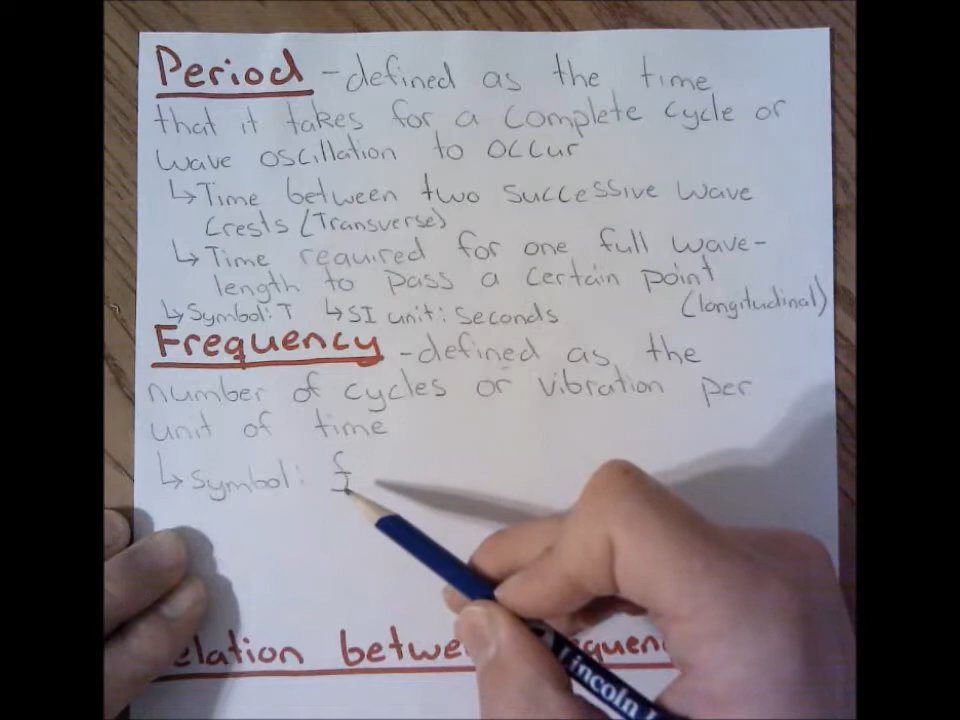 Period - defined as the time
that it takes for a complete cycle or
wave oscillation to occur
↳ Time between two successive wave
crests (Transverse)
↳ Time required for one full wave-
length to pass a certain point
(longitudinal)
↳ Symbol: T ↳ SI unit: seconds
Frequency - defined as the
number of cycles or vibration per
unit of time
↳ Symbol: f
elation betwe equen
Lincoln